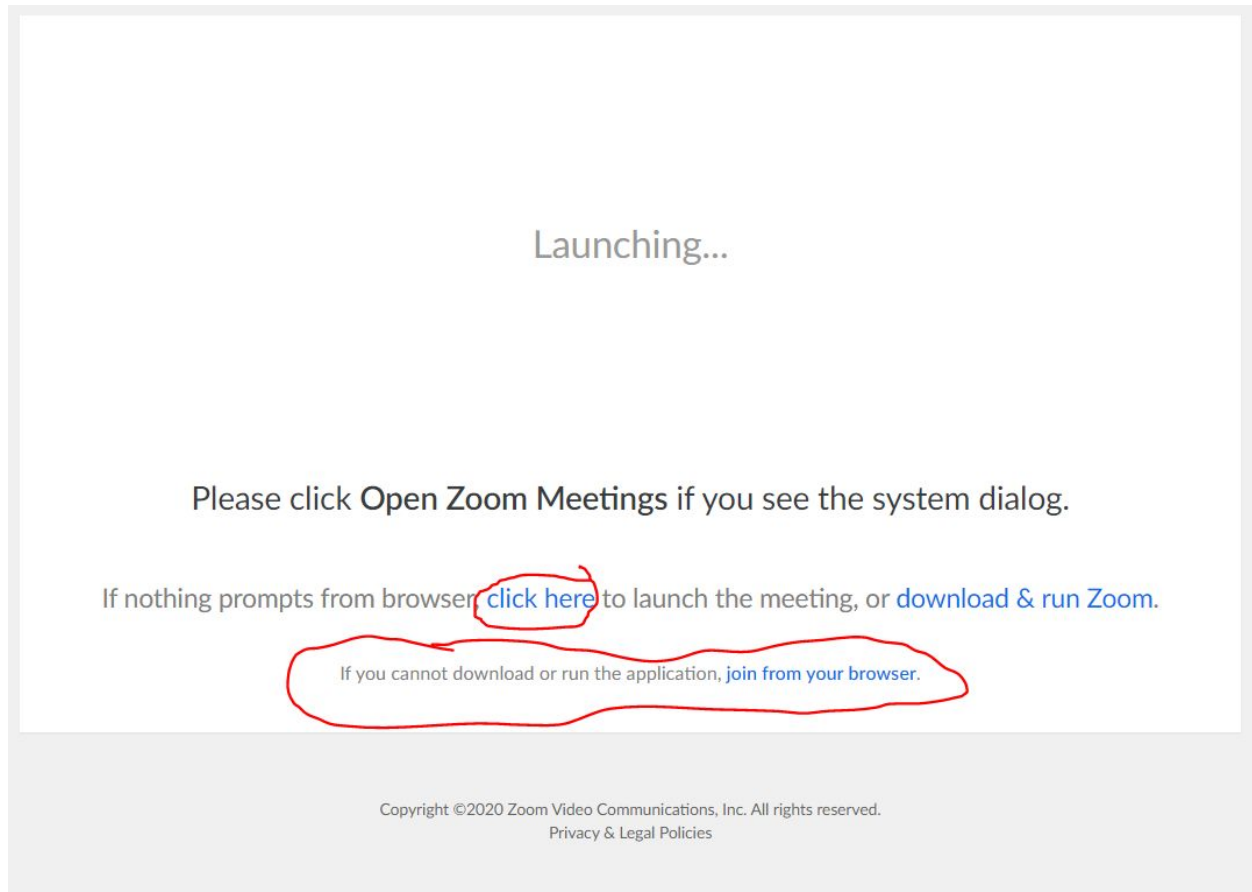 Launching...
Please click Open Zoom Meetings if you see the system dialog.
If nothing prompts from browser, click here to launch the meeting, or download & run Zoom.
If you cannot download or run the application, join from your browser.
Copyright ©2020 Zoom Video Communications, Inc. All rights reserved.
Privacy & Legal Policies